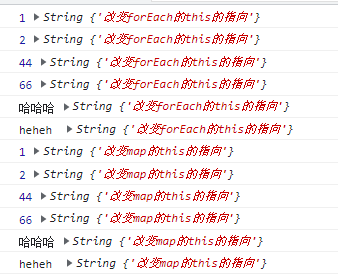 1 ▶ String {'改变forEach的this的指向'}
2 ▶ String {'改变forEach的this的指向'}
44 ▶ String {'改变forEach的this的指向'}
66 ▶ String {'改变forEach的this的指向'}
哈哈哈 ▶ String {'改变forEach的this的指向'}
heheh ▶ String {'改变forEach的this的指向'}
1 ▶ String {'改变map的this的指向'}
2 ▶ String {'改变map的this的指向'}
44 ▶ String {'改变map的this的指向'}
66 ▶ String {'改变map的this的指向'}
哈哈哈 ▶ String {'改变map的this的指向'}
heheh ▶ String {'改变map的this的指向'}